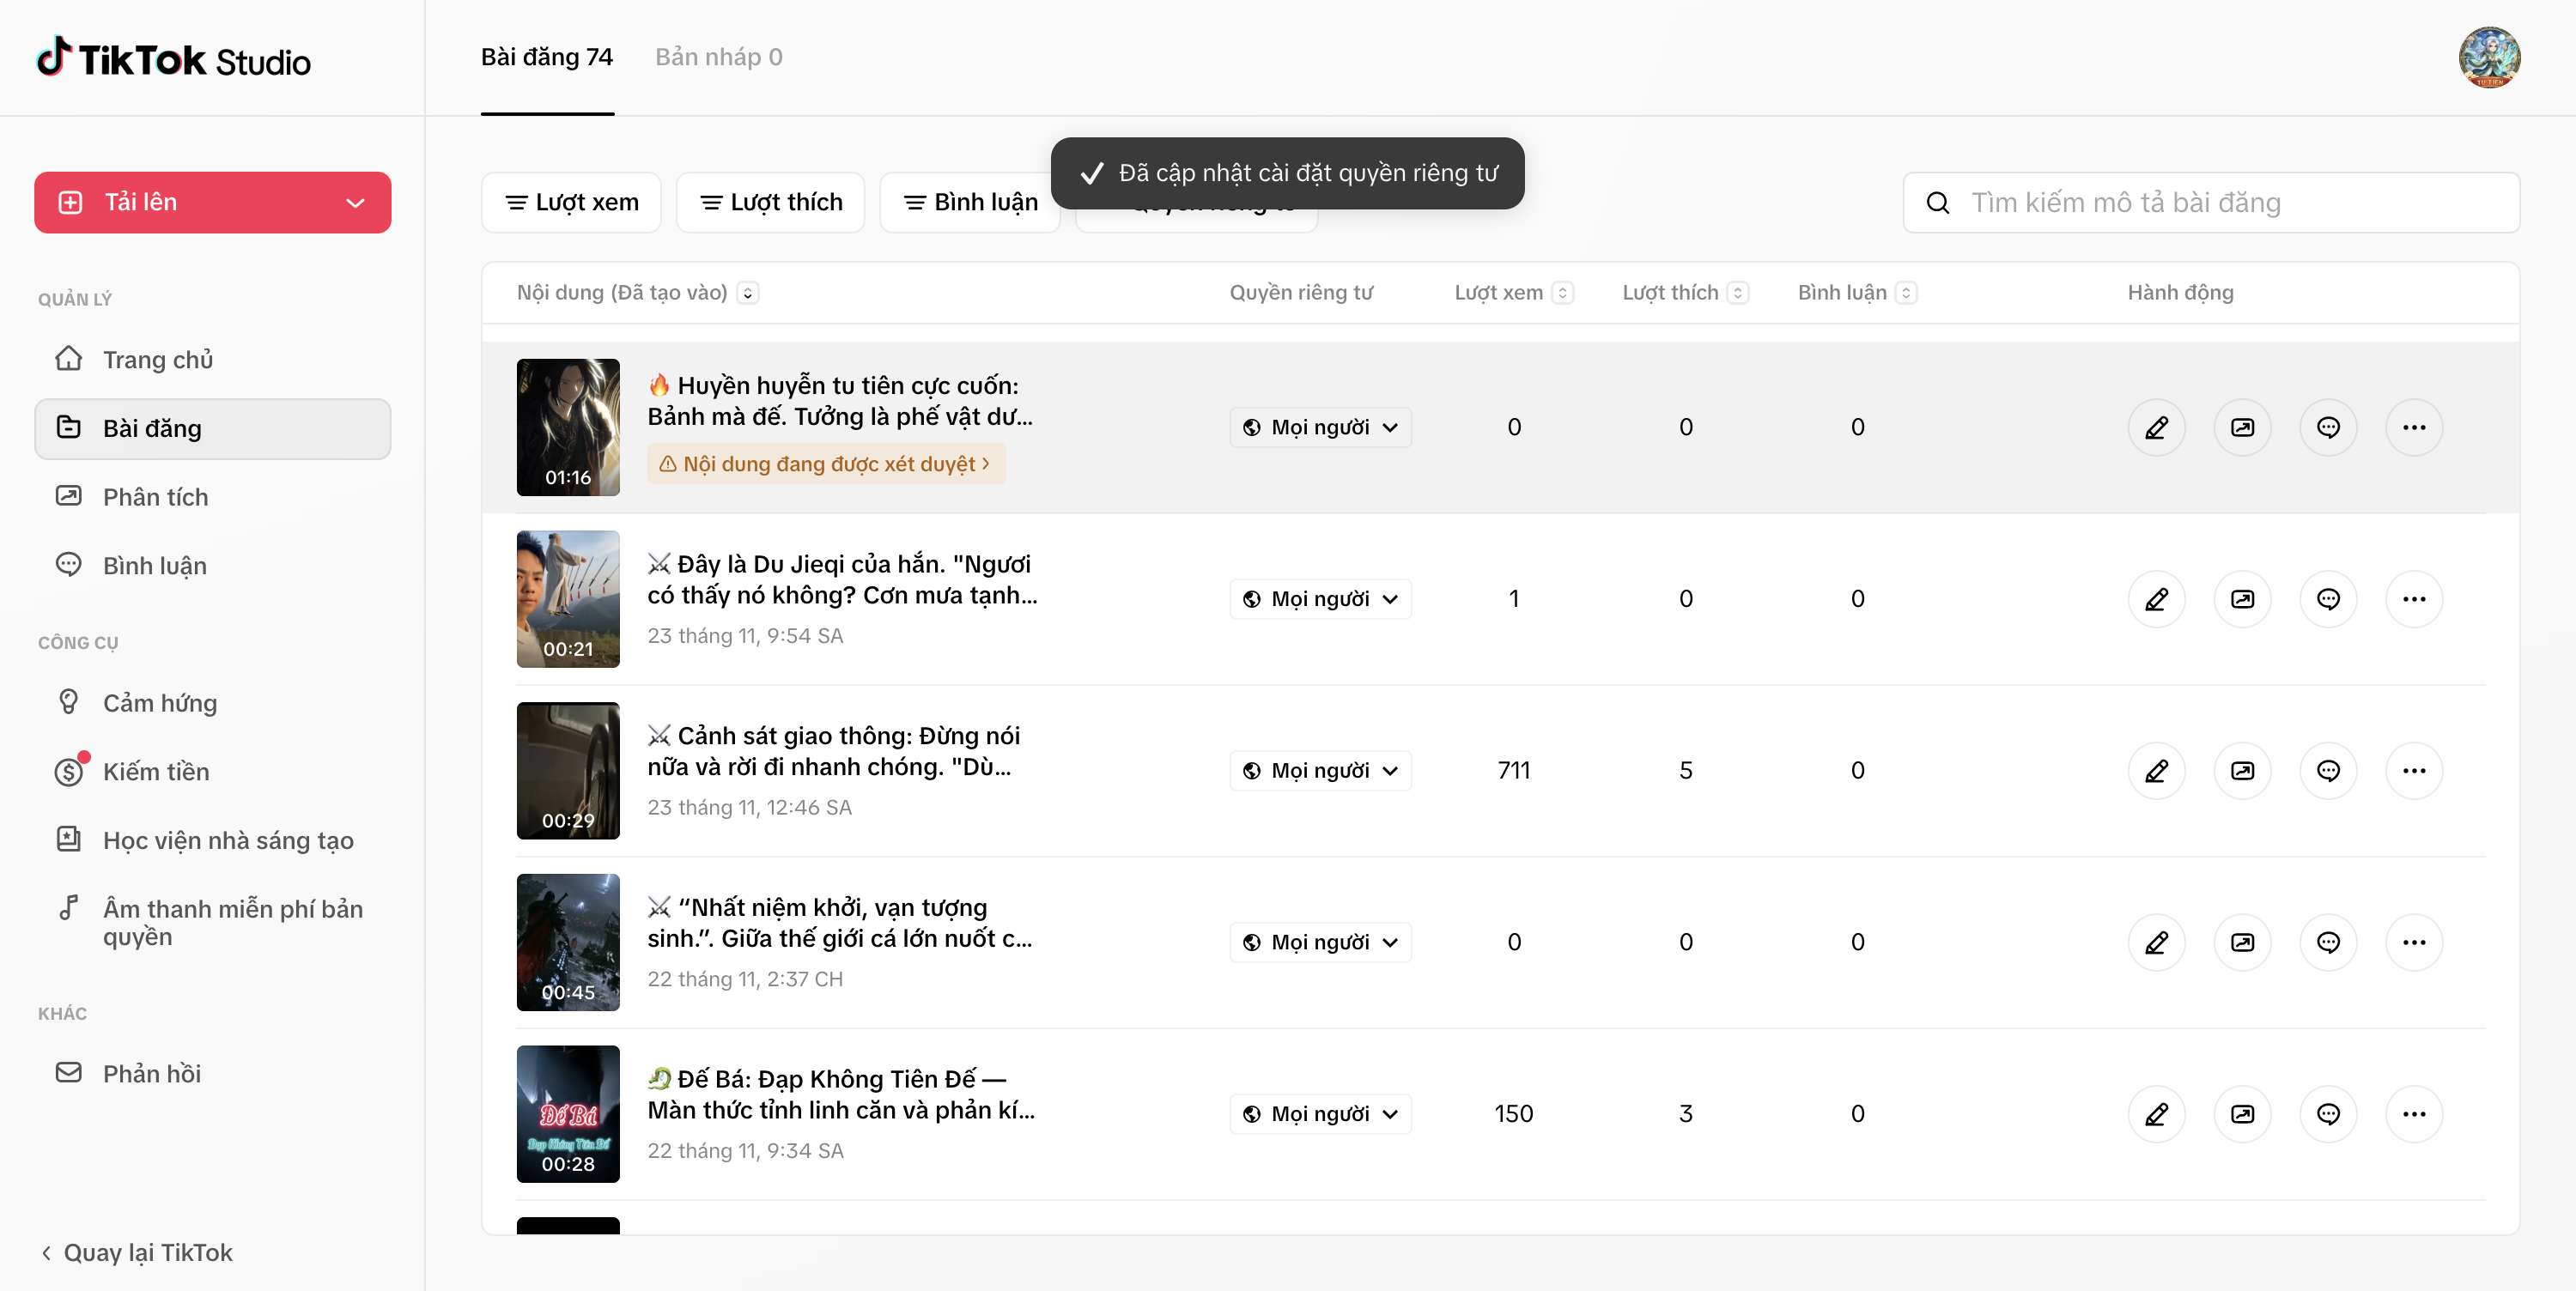 TikTok Studio
Bài đăng 74
Bản nháp 0
TU TIÊN
Tải lên
QUẢN LÝ
Trang chủ
Bài đăng
Phân tích
Bình luận
CÔNG CỤ
Cảm hứng
Kiếm tiền
Học viện nhà sáng tạo
Âm thanh miễn phí bản
quyền
KHÁC
Phản hồi
Quay lại TikTok
Đã cập nhật cài đặt quyền riêng tư
Lượt xem
Lượt thích
Bình luận
Tìm kiếm mô tả bài đăng
Nội dung (Đã tạo vào)
Quyền riêng tư
Lượt xem
Lượt thích
Bình luận
Hành động
01:16
🔥 Huyền huyễn tu tiên cực cuốn:
Bảnh mà đế. Tưởng là phế vật dư...
Nội dung đang được xét duyệt
Mọi người
0
0
0
00:21
⚔ Đây là Du Jieqi của hắn. "Ngươi
có thấy nó không? Cơn mưa tạnh...
23 tháng 11, 9:54 SA
Mọi người
1
0
0
00:29
⚔ Cảnh sát giao thông: Đừng nói
nữa và rời đi nhanh chóng. "Dù...
23 tháng 11, 12:46 SA
Mọi người
711
5
0
00:45
⚔ “Nhất niệm khởi, vạn tượng
sinh.”. Giữa thế giới cá lớn nuốt c...
22 tháng 11, 2:37 CH
Mọi người
0
0
0
Đế Bá
Đạp Không Tiên Đế
00:28
🐉 Đế Bá: Đạp Không Tiên Đế —
Màn thức tỉnh linh căn và phản kí...
22 tháng 11, 9:34 SA
Mọi người
150
3
0